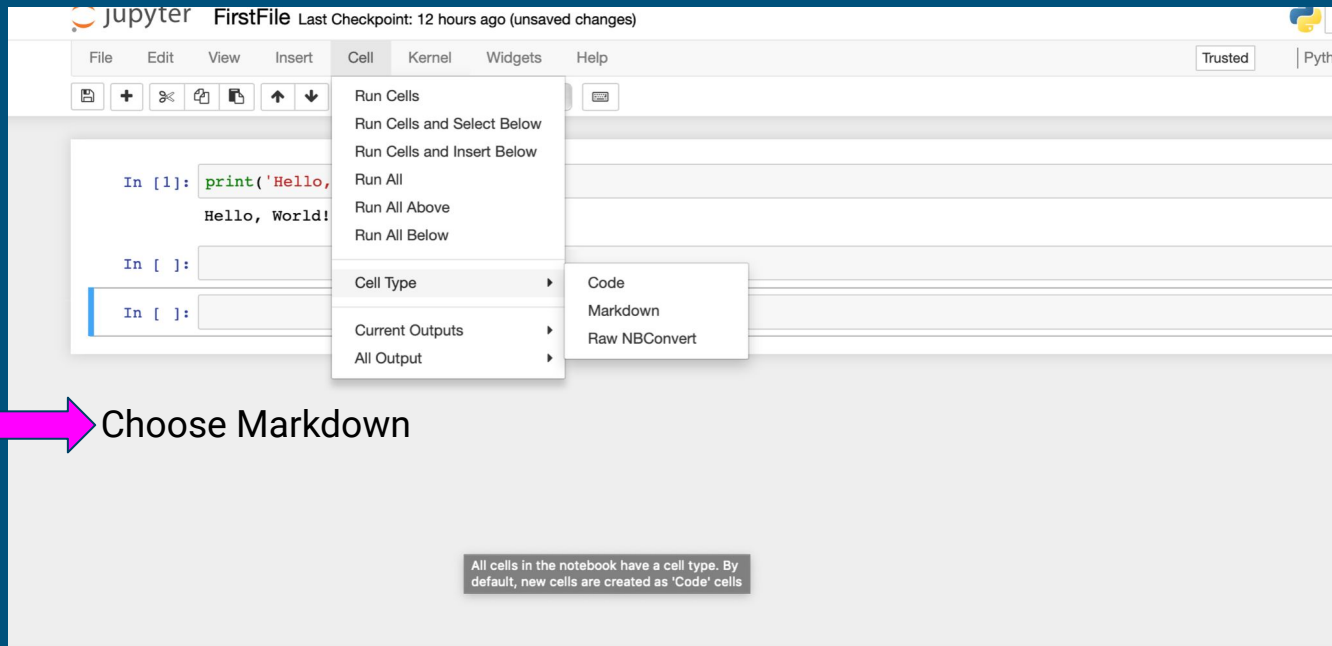 jupyter FirstFile Last Checkpoint: 12 hours ago (unsaved changes)
File Edit View Insert Cell Kernel Widgets Help Trusted Pyth
Run Cells
Run Cells and Select Below
Run Cells and Insert Below
Run All
Run All Above
Run All Below
Cell Type
Current Outputs
All Output
Code
Markdown
Raw NBConvert
In [1]: print('Hello,
Hello, World!
In [ ]:
In [ ]:
Choose Markdown
All cells in the notebook have a cell type. By
default, new cells are created as 'Code' cells